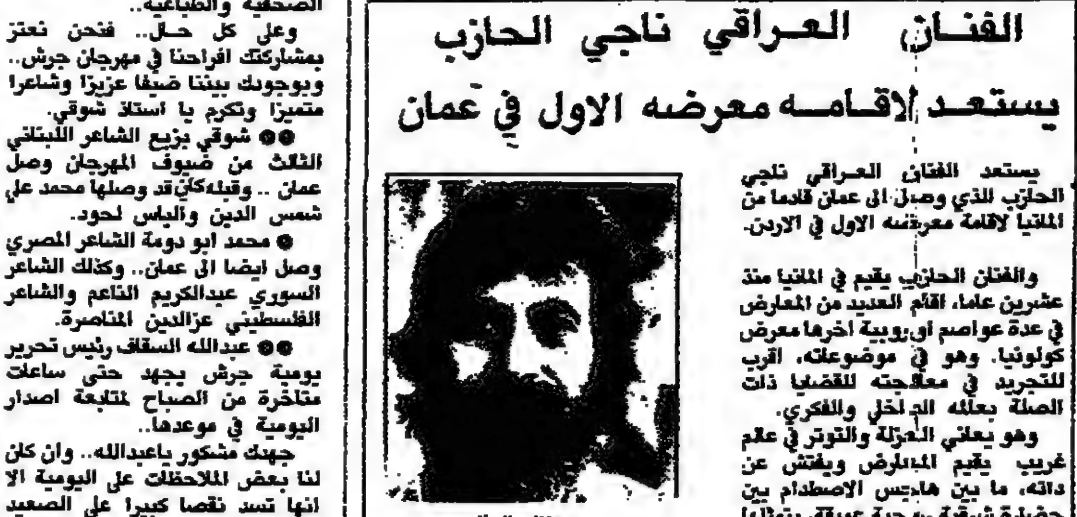 الفنان العراقي ناجي الحازب
يستعد لاقامه معرضه الاول في عمان
يستعد الفنان العراقي ناجي
الحازب الذي وصل الى عمان قادما من
المانيا لاقامة معرضه الاول في الاردن.
والفنان الحازب يقيم في المانيا منذ
عشرين عاما، اقام العديد من المعارض
في عدة عواصم اوروبية اخرها معرض
كولونيا. وهو في موضوعاته، اقرب
للتجريد في معالجته للقضايا ذات
الصلة بعالمه الداخلي والفكري.
وهو يعاني العزلة والتوتر في عالم
غريب يقيم المعارض ويفتش عن
ذاته، ما بين هاجس الاصطدام بين
حضارة شرقية
الصحفية والطباعية..
وعلى كل حال.. فنحن نعتز
بمشاركتك افراحنا في مهرجان جرش..
وبوجودك بيننا ضيفا عزيزا وشاعرا
متميزا وتكرم يا استاذ شوقي.
●● شوقي بزيع الشاعر اللبناني
الثالث من ضيوف المهرجان وصل
عمان .. وقبله كان قد وصلها محمد علي
شمس الدين والياس لحود.
● محمد ابو دومة الشاعر المصري
وصل ايضا الى عمان.. وكذلك الشاعر
السوري عبدالكريم الناعم والشاعر
الفلسطيني عزالدين المناصرة.
●● عبدالله السقاف رئيس تحرير
يومية جرش يجهد حتى ساعات
متأخرة من الصباح لمتابعة اصدار
اليومية في موعدها..
جهدك مشكور ياعبدالله.. وان كان
لنا بعض الملاحظات على اليومية الا
انها تسد نقصا كبيرا على الصعيد